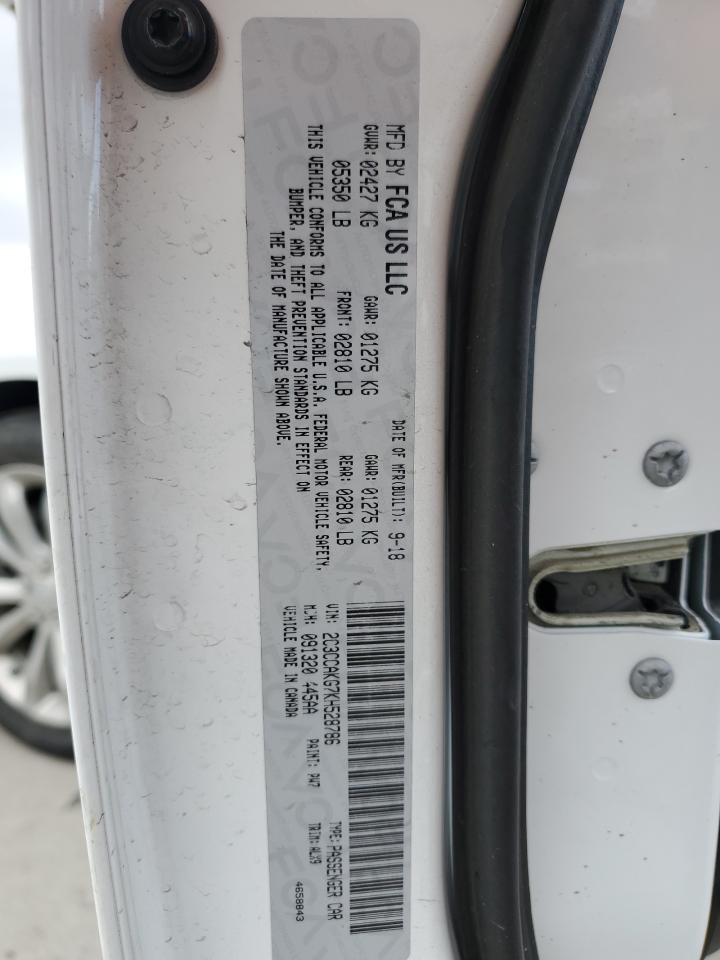 MFD BY FCA US LLC
DATE OF MFR(BUILT): 9-18
GVWR: 02427 KG GAWR: 01275 KG GAWR: 01275 KG
05350 LB FRONT: 02810 LB REAR: 02810 LB
THIS VEHICLE CONFORMS TO ALL APPLICABLE U.S.A. FEDERAL MOTOR VEHICLE SAFETY,
BUMPER, AND THEFT PREVENTION STANDARDS IN EFFECT ON
THE DATE OF MANUFACTURE SHOWN ABOVE.
VIN: 2C3CCAKG7KH528786
TYPE: PASSENGER CAR
MDH: 091320 445AA PAINT: PW7 TRIM: ALX9
VEHICLE MADE IN CANADA
4658843